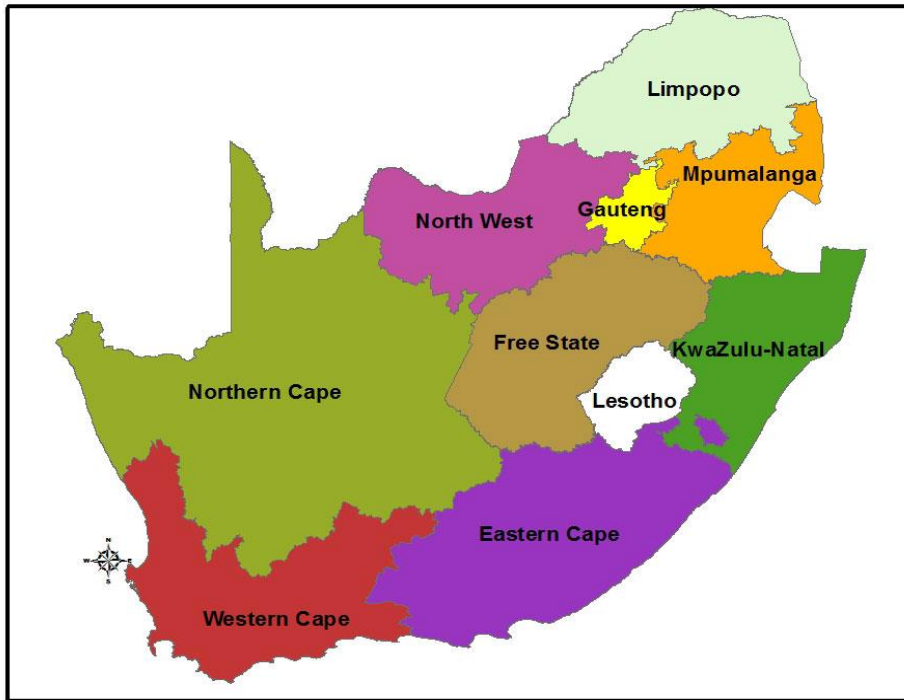 Limpopo
Mpumalanga
Gauteng
North West
Free State
KwaZulu-Natal
Northern Cape
Lesotho
Eastern Cape
N
W E
S
Western Cape